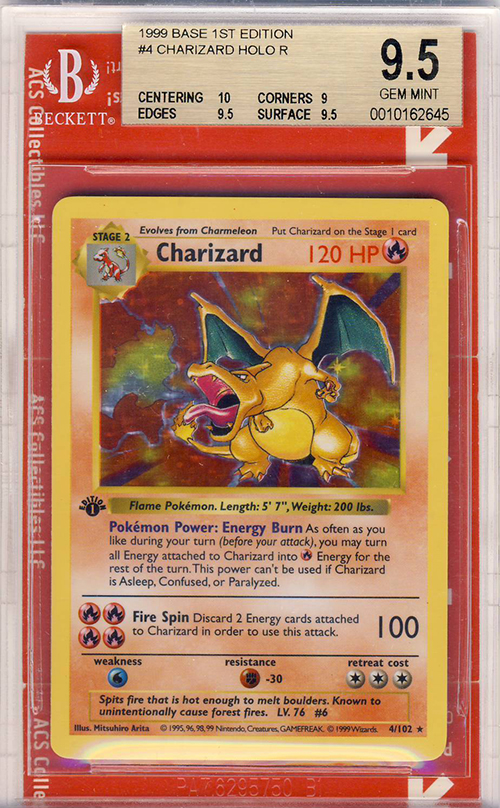 1999 BASE 1ST EDITION
#4 CHARIZARD HOLO R
9.5
GEM MINT
CENTERING 10 CORNERS 9
EDGES 9.5 SURFACE 9.5
0010162645
B
BECKETT®
ACS Collectibles LLC
STAGE 2
Evolves from Charmeleon Put Charizard on the Stage 1 card
Charizard 120 HP
EDITION 1
Flame Pokémon. Length: 5' 7", Weight: 200 lbs.
Pokémon Power: Energy Burn As often as you
like during your turn (before your attack), you may turn
all Energy attached to Charizard into Energy for the
rest of the turn. This power can't be used if Charizard
is Asleep, Confused, or Paralyzed.
Fire Spin Discard 2 Energy cards attached
to Charizard in order to use this attack. 100
weakness resistance retreat cost
-30
Spits fire that is hot enough to melt boulders. Known to
unintentionally cause forest fires. LV. 76 #6
Illus. Mitsuhiro Arita © 1995, 96, 98, 99 Nintendo, Creatures, GAMEFREAK. © 1999 Wizards. 4/102 ★